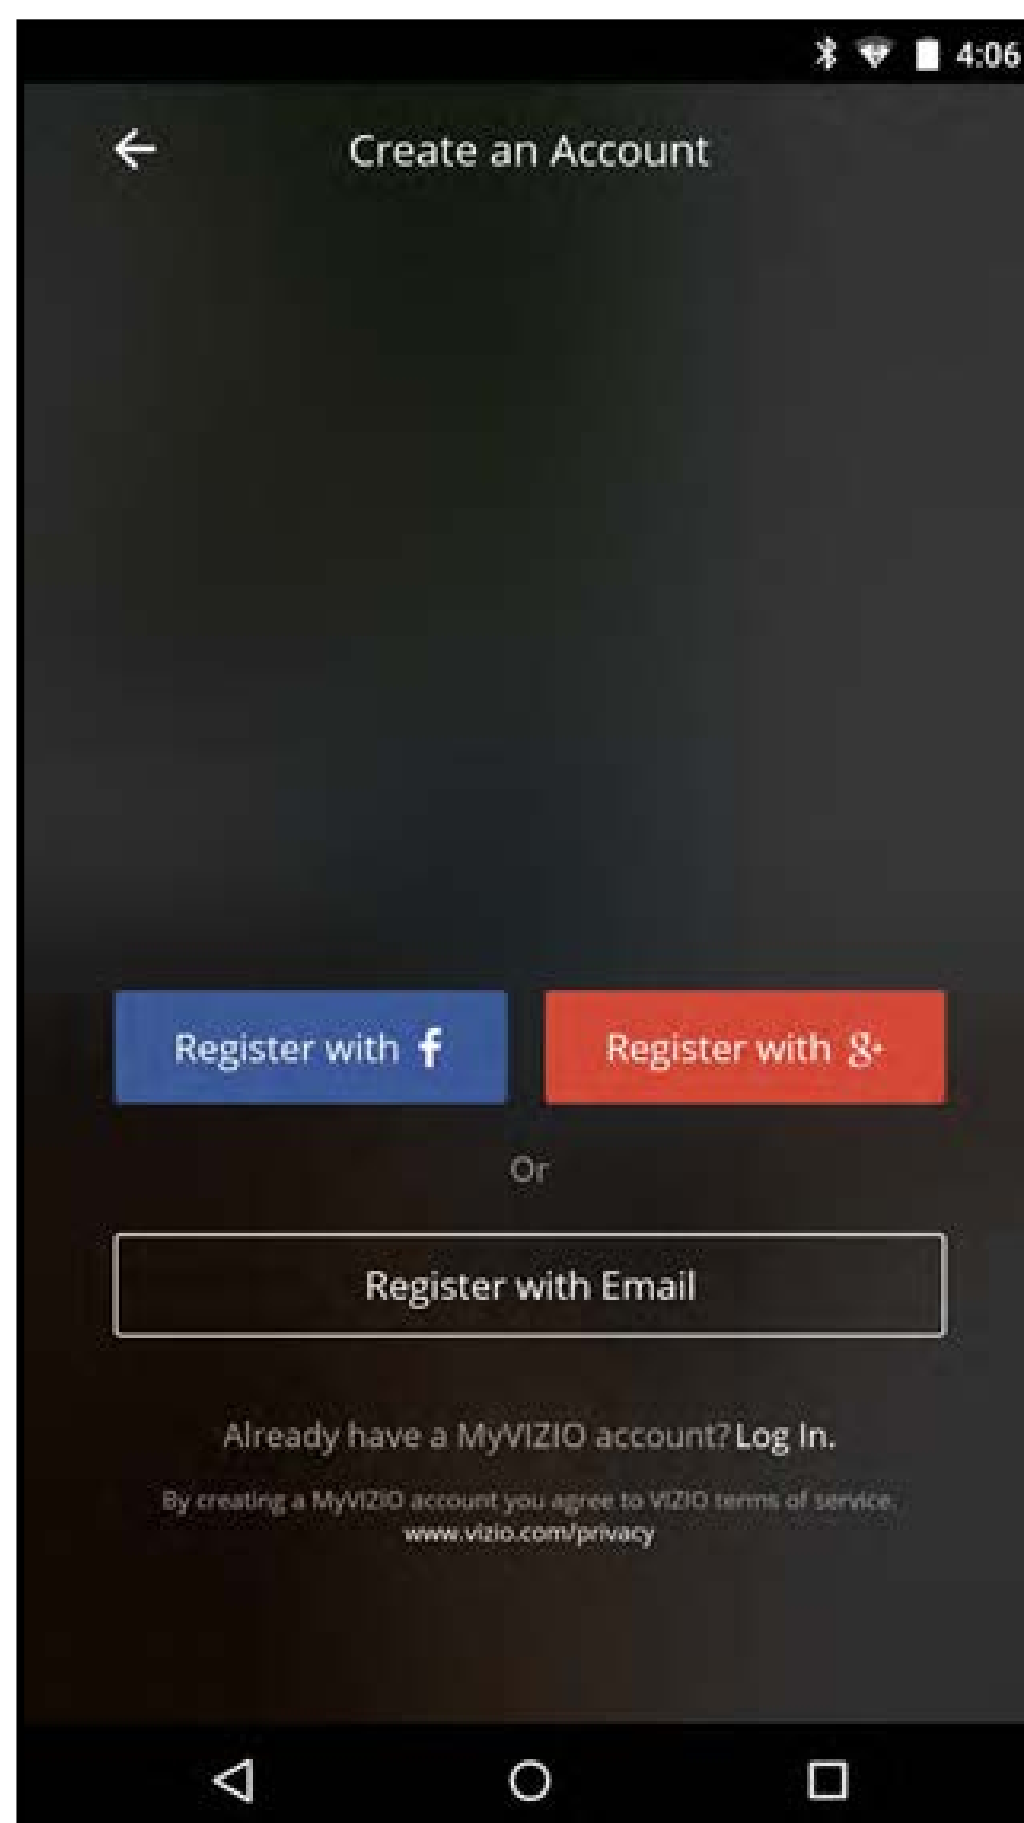 4:06
Create an Account
Register with f
Register with g+
Or
Register with Email
Already have a MyVIZIO account? Log In.
By creating a MyVIZIO account you agree to VIZIO terms of service.
www.vizio.com/privacy